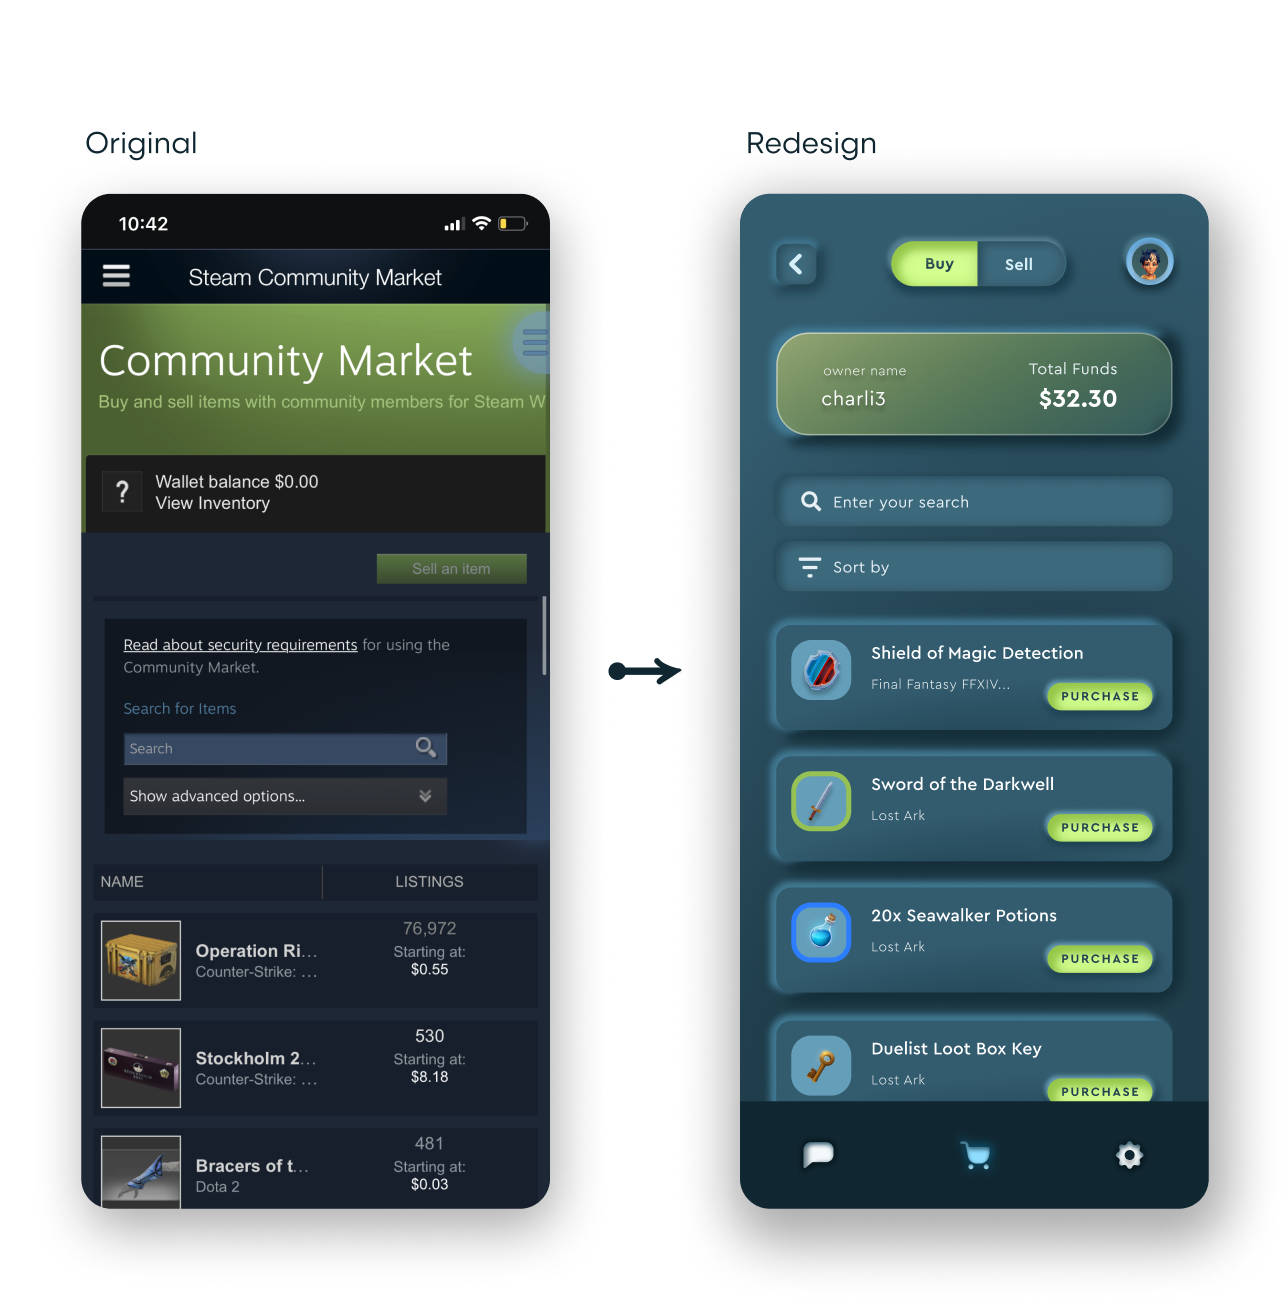 Original
10:42
Steam Community Market
Community Market
Buy and sell items with community members for Steam W
?
Wallet balance $0.00
View Inventory
Sell an item
Read about security requirements for using the
Community Market.
Search for Items
Search
Show advanced options...
NAME
LISTINGS
Operation Ri...
Counter-Strike: ...
76,972
Starting at:
$0.55
Stockholm 2...
Counter-Strike: ...
530
Starting at:
$8.18
Bracers of t...
Dota 2
481
Starting at:
$0.03
Redesign
Buy
Sell
owner name
charli3
Total Funds
$32.30
Enter your search
Sort by
Shield of Magic Detection
Final Fantasy FFXIV...
PURCHASE
Sword of the Darkwell
Lost Ark
PURCHASE
20x Seawalker Potions
Lost Ark
PURCHASE
Duelist Loot Box Key
Lost Ark
PURCHASE